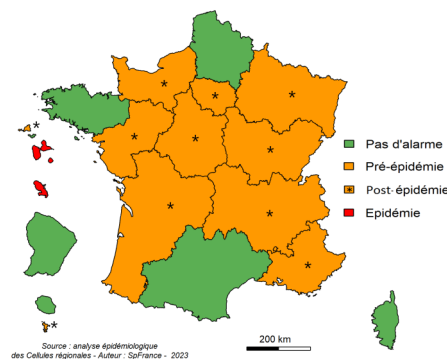 Pas d'alarme
Pré-épidémie
Post-épidémie
Epidémie
200 km
Source : analyse épidémiologique
des Cellules régionales - Auteur : SpFrance - 2023